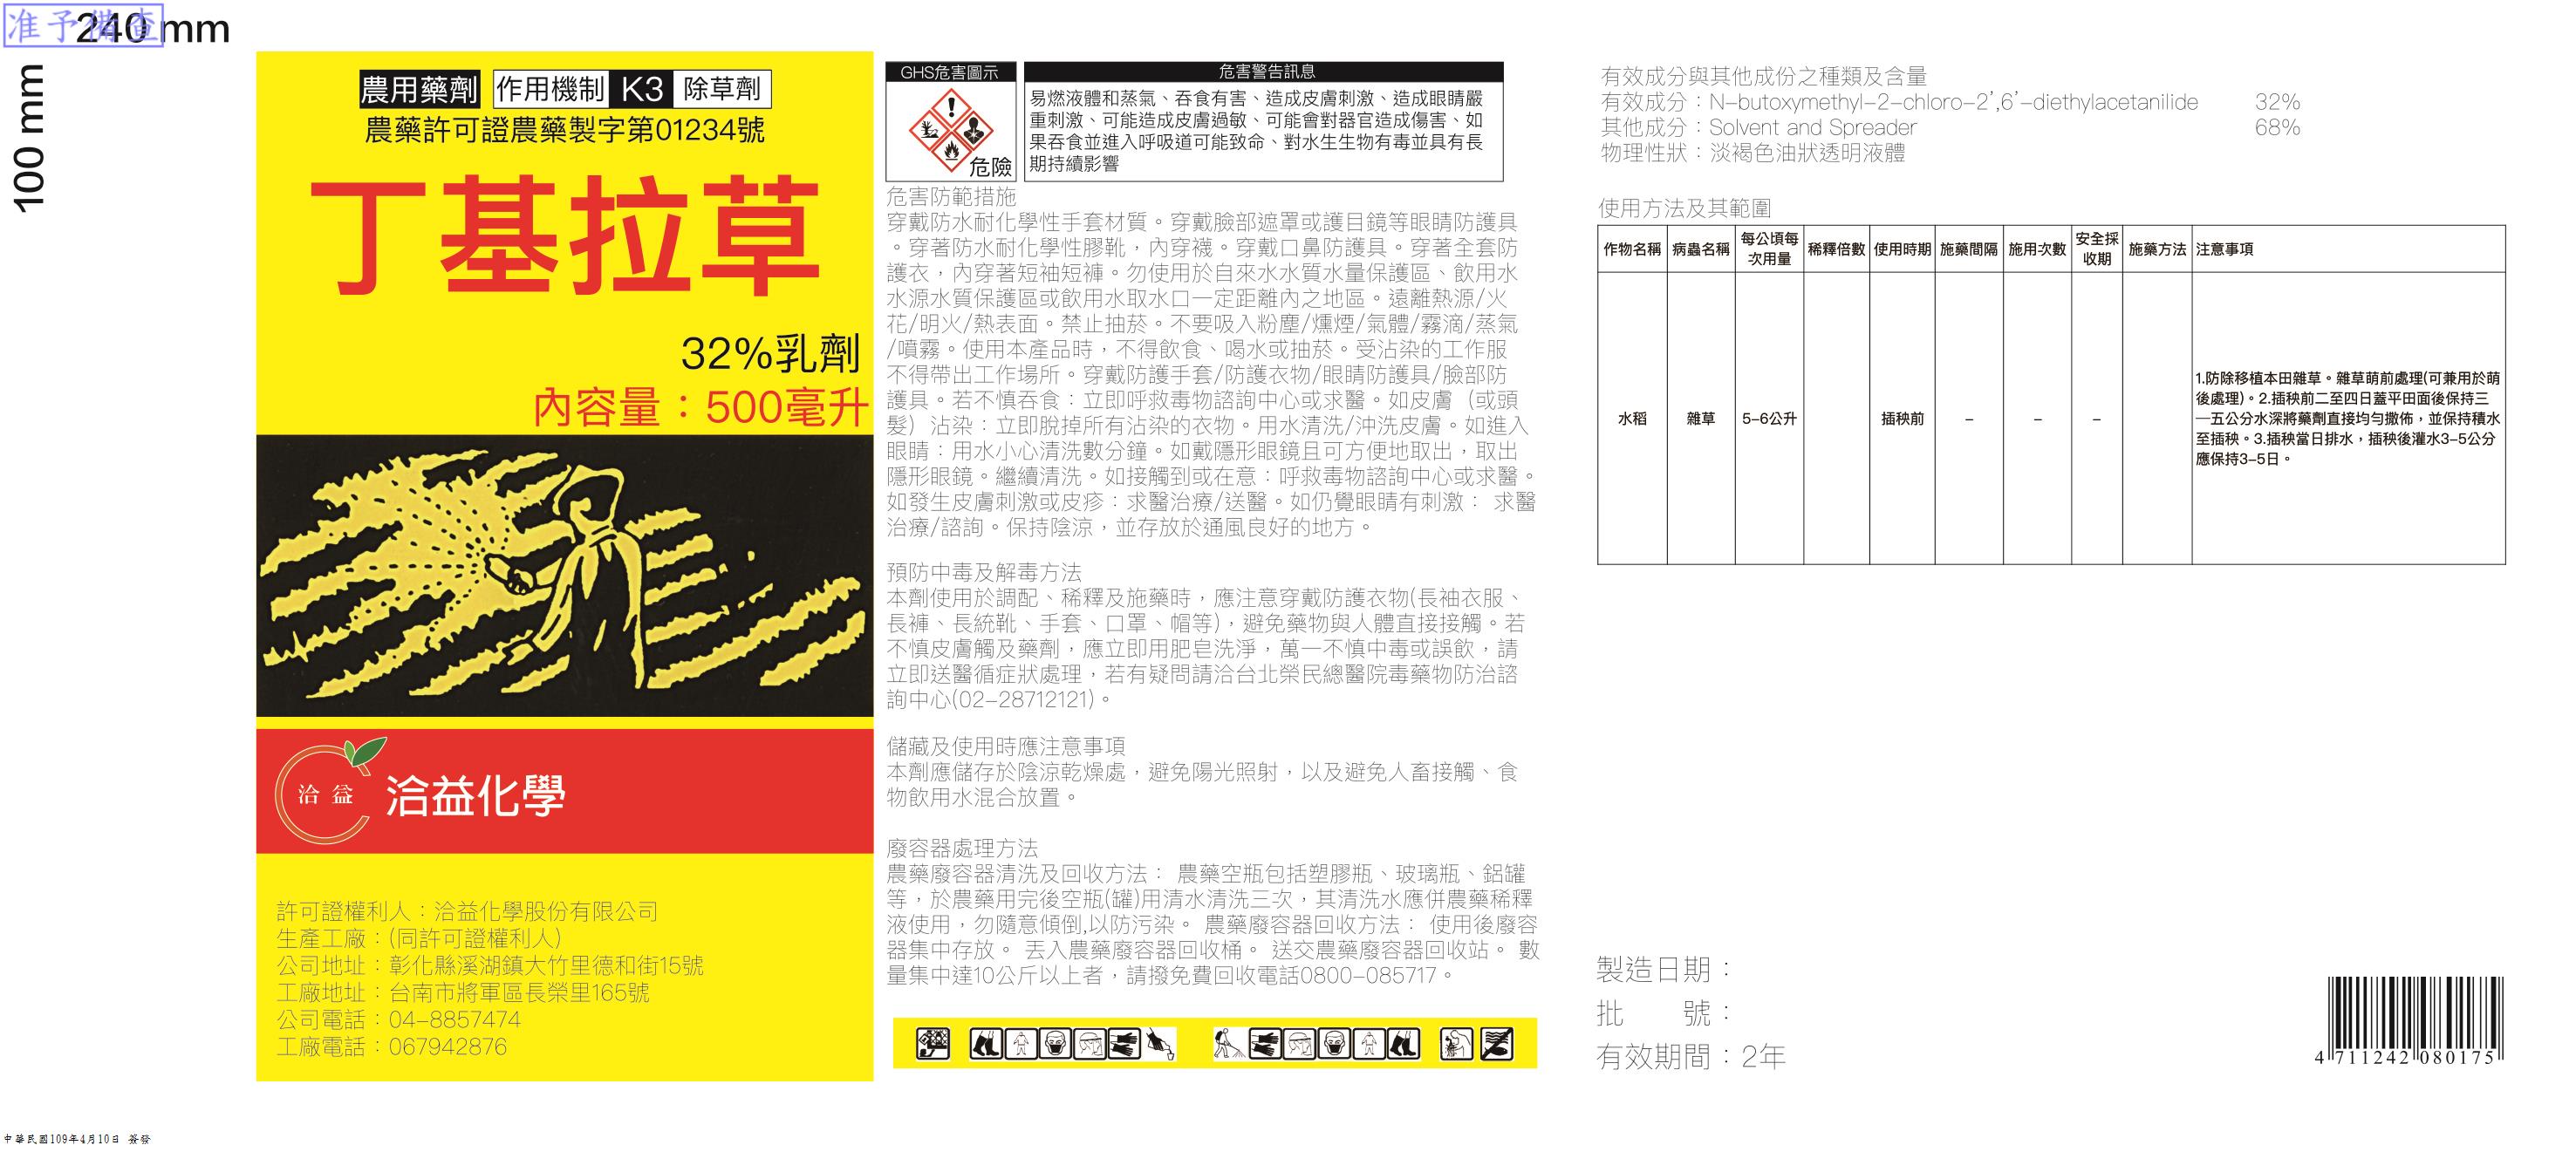 准予備查
240 mm
100 mm
農用藥劑 作用機制 K3 除草劑
農藥許可證農藥製字第01234號
丁基拉草
32%乳劑
內容量：500毫升
洽益
洽益化學
許可證權利人：洽益化學股份有限公司
生產工廠：(同許可證權利人)
公司地址：彰化縣溪湖鎮大竹里德和街15號
工廠地址：台南市將軍區長榮里165號
公司電話：04-8857474
工廠電話：067942876
GHS危害圖示
危險
危害警告訊息
易燃液體和蒸氣、吞食有害、造成皮膚刺激、造成眼睛嚴
重刺激、可能造成皮膚過敏、可能會對器官造成傷害、如
果吞食並進入呼吸道可能致命、對水生生物有毒並具有長
期持續影響
危害防範措施
穿戴防水耐化學性手套材質。穿戴臉部遮罩或護目鏡等眼睛防護具
。穿著防水耐化學性膠靴，內穿襪。穿戴口鼻防護具。穿著全套防
護衣，內穿著短袖短褲。勿使用於自來水水質水量保護區、飲用水
水源水質保護區或飲用水取水口一定距離內之地區。遠離熱源/火
花/明火/熱表面。禁止抽菸。不要吸入粉塵/燻煙/氣體/霧滴/蒸氣
/噴霧。使用本產品時，不得飲食、喝水或抽菸。受沾染的工作服
不得帶出工作場所。穿戴防護手套/防護衣物/眼睛防護具/臉部防
護具。若不慎吞食：立即呼救毒物諮詢中心或求醫。如皮膚（或頭
髮）沾染：立即脫掉所有沾染的衣物。用水清洗/沖洗皮膚。如進入
眼睛：用水小心清洗數分鐘。如戴隱形眼鏡且可方便地取出，取出
隱形眼鏡。繼續清洗。如接觸到或在意：呼救毒物諮詢中心或求醫。
如發生皮膚刺激或皮疹：求醫治療/送醫。如仍覺眼睛有刺激： 求醫
治療/諮詢。保持陰涼，並存放於通風良好的地方。
預防中毒及解毒方法
本劑使用於調配、稀釋及施藥時，應注意穿戴防護衣物(長袖衣服、
長褲、長統靴、手套、口罩、帽等)，避免藥物與人體直接接觸。若
不慎皮膚觸及藥劑，應立即用肥皂洗淨，萬一不慎中毒或誤飲，請
立即送醫循症狀處理，若有疑問請洽台北榮民總醫院毒藥物防治諮
詢中心(02-28712121)。
儲藏及使用時應注意事項
本劑應儲存於陰涼乾燥處，避免陽光照射，以及避免人畜接觸、食
物飲用水混合放置。
廢容器處理方法
農藥廢容器清洗及回收方法： 農藥空瓶包括塑膠瓶、玻璃瓶、鋁罐
等，於農藥用完後空瓶(罐)用清水清洗三次，其清洗水應併農藥稀釋
液使用，勿隨意傾倒,以防污染。 農藥廢容器回收方法： 使用後廢容
器集中存放。 丟入農藥廢容器回收桶。 送交農藥廢容器回收站。 數
量集中達10公斤以上者，請撥免費回收電話0800-085717。
有效成分與其他成份之種類及含量
有效成分：N-butoxymethyl-2-chloro-2',6'-diethylacetanilide 32%
其他成分：Solvent and Spreader 68%
物理性狀：淡褐色油狀透明液體
使用方法及其範圍
作物名稱 病蟲名稱 每公頃每次用量 稀釋倍數 使用時期 施藥間隔 施用次數 安全採收期 施藥方法 注意事項
水稻 雜草 5-6公升 插秧前 - - -
1.防除移植本田雜草。雜草萌前處理(可兼用於萌
後處理)。2.插秧前二至四日蓋平田面後保持三
一五公分水深將藥劑直接均勻撒佈，並保持積水
至插秧。3.插秧當日排水，插秧後灌水3-5公分
應保持3-5日。
製造日期：
批　　號：
有效期間：2年
4 711242 080175
中華民國109年4月10日 簽發